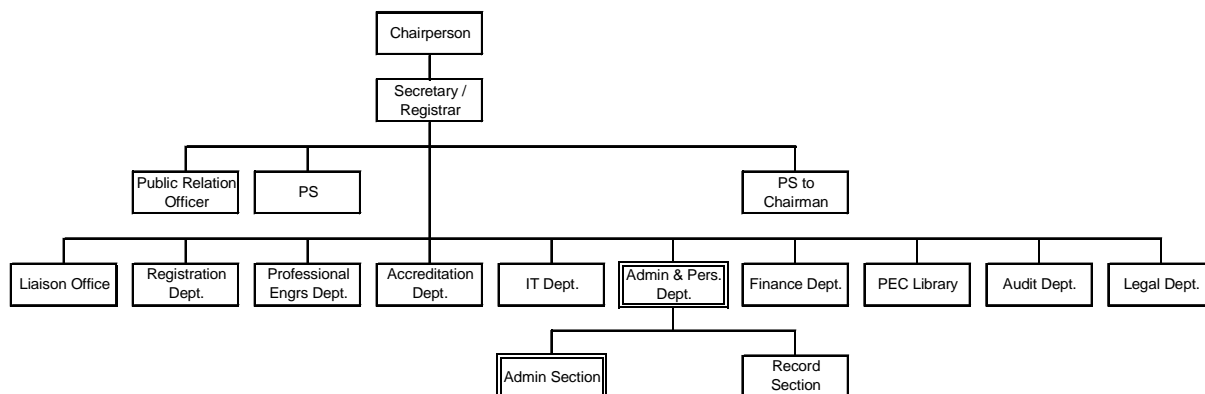 Chairperson
Secretary /
Registrar
Public Relation
Officer
PS
PS to
Chairman
Liaison Office
Registration
Dept.
Professional
Engrs Dept.
Accreditation
Dept.
IT Dept.
Admin & Pers.
Dept.
Finance Dept.
PEC Library
Audit Dept.
Legal Dept.
Admin Section
Record
Section